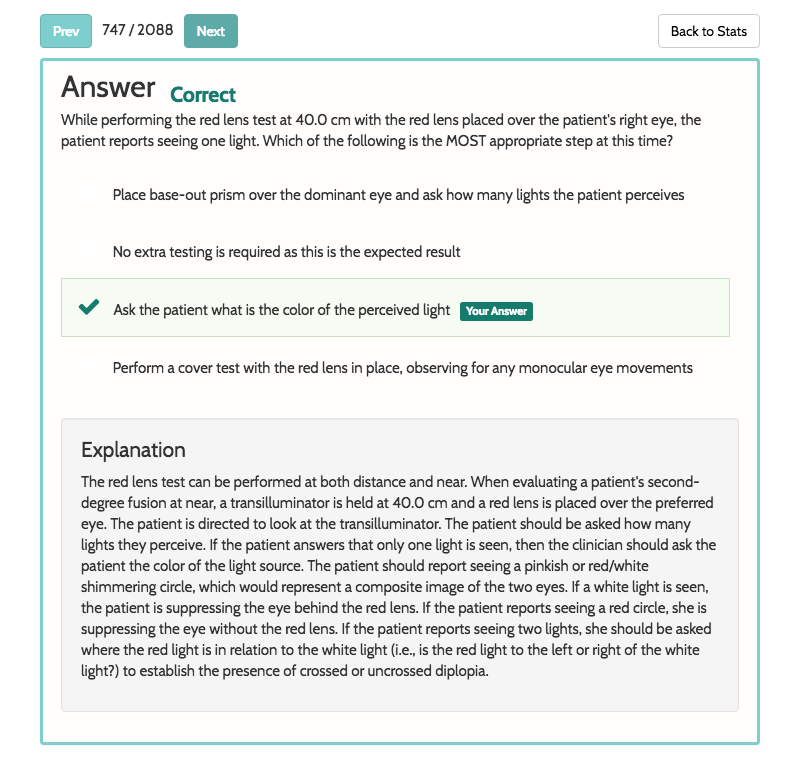 Prev 747 / 2088 Next Back to Stats
Answer Correct
While performing the red lens test at 40.0 cm with the red lens placed over the patient's right eye, the
patient reports seeing one light. Which of the following is the MOST appropriate step at this time?
Place base-out prism over the dominant eye and ask how many lights the patient perceives
No extra testing is required as this is the expected result
Ask the patient what is the color of the perceived light Your Answer
Perform a cover test with the red lens in place, observing for any monocular eye movements
Explanation
The red lens test can be performed at both distance and near. When evaluating a patient's second-
degree fusion at near, a transilluminator is held at 40.0 cm and a red lens is placed over the preferred
eye. The patient is directed to look at the transilluminator. The patient should be asked how many
lights they perceive. If the patient answers that only one light is seen, then the clinician should ask the
patient the color of the light source. The patient should report seeing a pinkish or red/white
shimmering circle, which would represent a composite image of the two eyes. If a white light is seen,
the patient is suppressing the eye behind the red lens. If the patient reports seeing a red circle, she is
suppressing the eye without the red lens. If the patient reports seeing two lights, she should be asked
where the red light is in relation to the white light (i.e., is the red light to the left or right of the white
light?) to establish the presence of crossed or uncrossed diplopia.